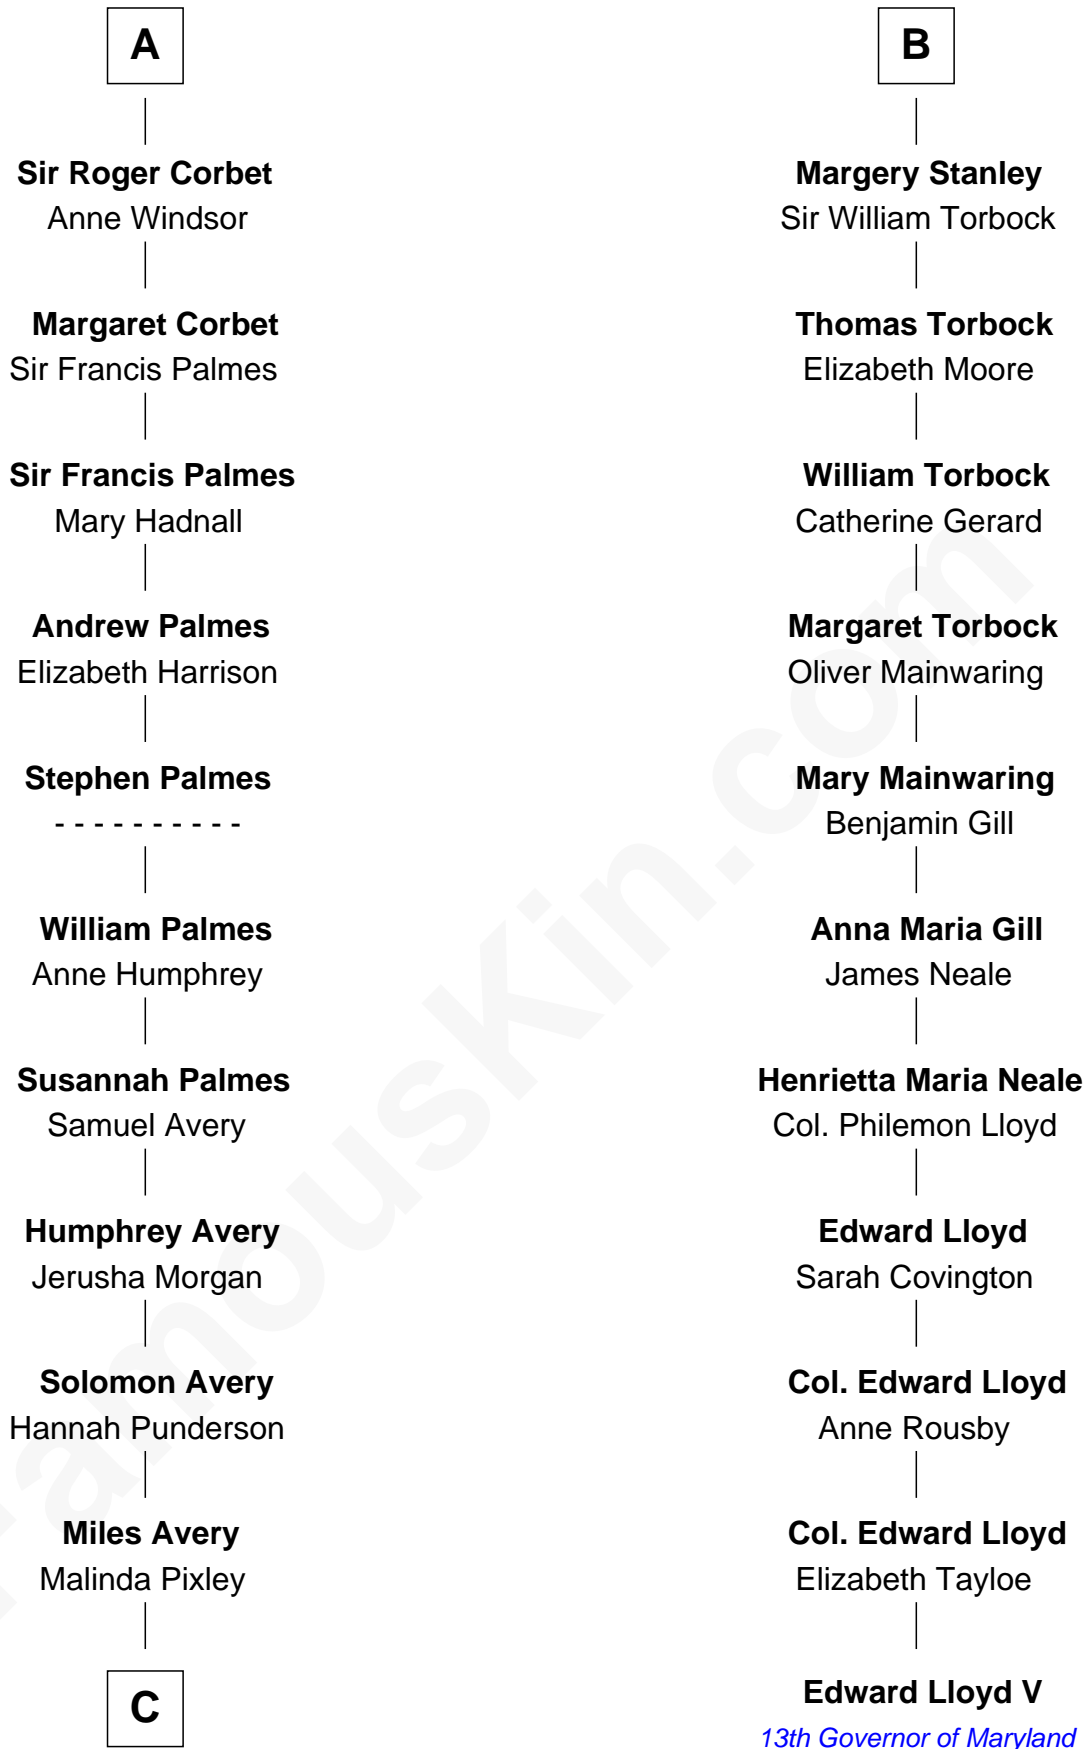 A
Sir Roger Corbet
Anne Windsor
Margaret Corbet
Sir Francis Palmes
Sir Francis Palmes
Mary Hadnall
Andrew Palmes
Elizabeth Harrison
Stephen Palmes
- - - - - - - - - -
William Palmes
Anne Humphrey
Susannah Palmes
Samuel Avery
Humphrey Avery
Jerusha Morgan
Solomon Avery
Hannah Punderson
Miles Avery
Malinda Pixley
C
B
Margery Stanley
Sir William Torbock
Thomas Torbock
Elizabeth Moore
William Torbock
Catherine Gerard
Margaret Torbock
Oliver Mainwaring
Mary Mainwaring
Benjamin Gill
Anna Maria Gill
James Neale
Henrietta Maria Neale
Col. Philemon Lloyd
Edward Lloyd
Sarah Covington
Col. Edward Lloyd
Anne Rousby
Col. Edward Lloyd
Elizabeth Tayloe
Edward Lloyd V
13th Governor of Maryland
FamousKin.com